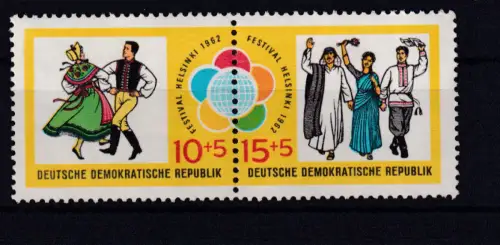 FESTIVAL HELSINKI 1962
10+5
DEUTSCHE DEMOKRATISCHE REPUBLIK
FESTIVAL HELSINKI 1962
15+5
DEUTSCHE DEMOKRATISCHE REPUBLIK